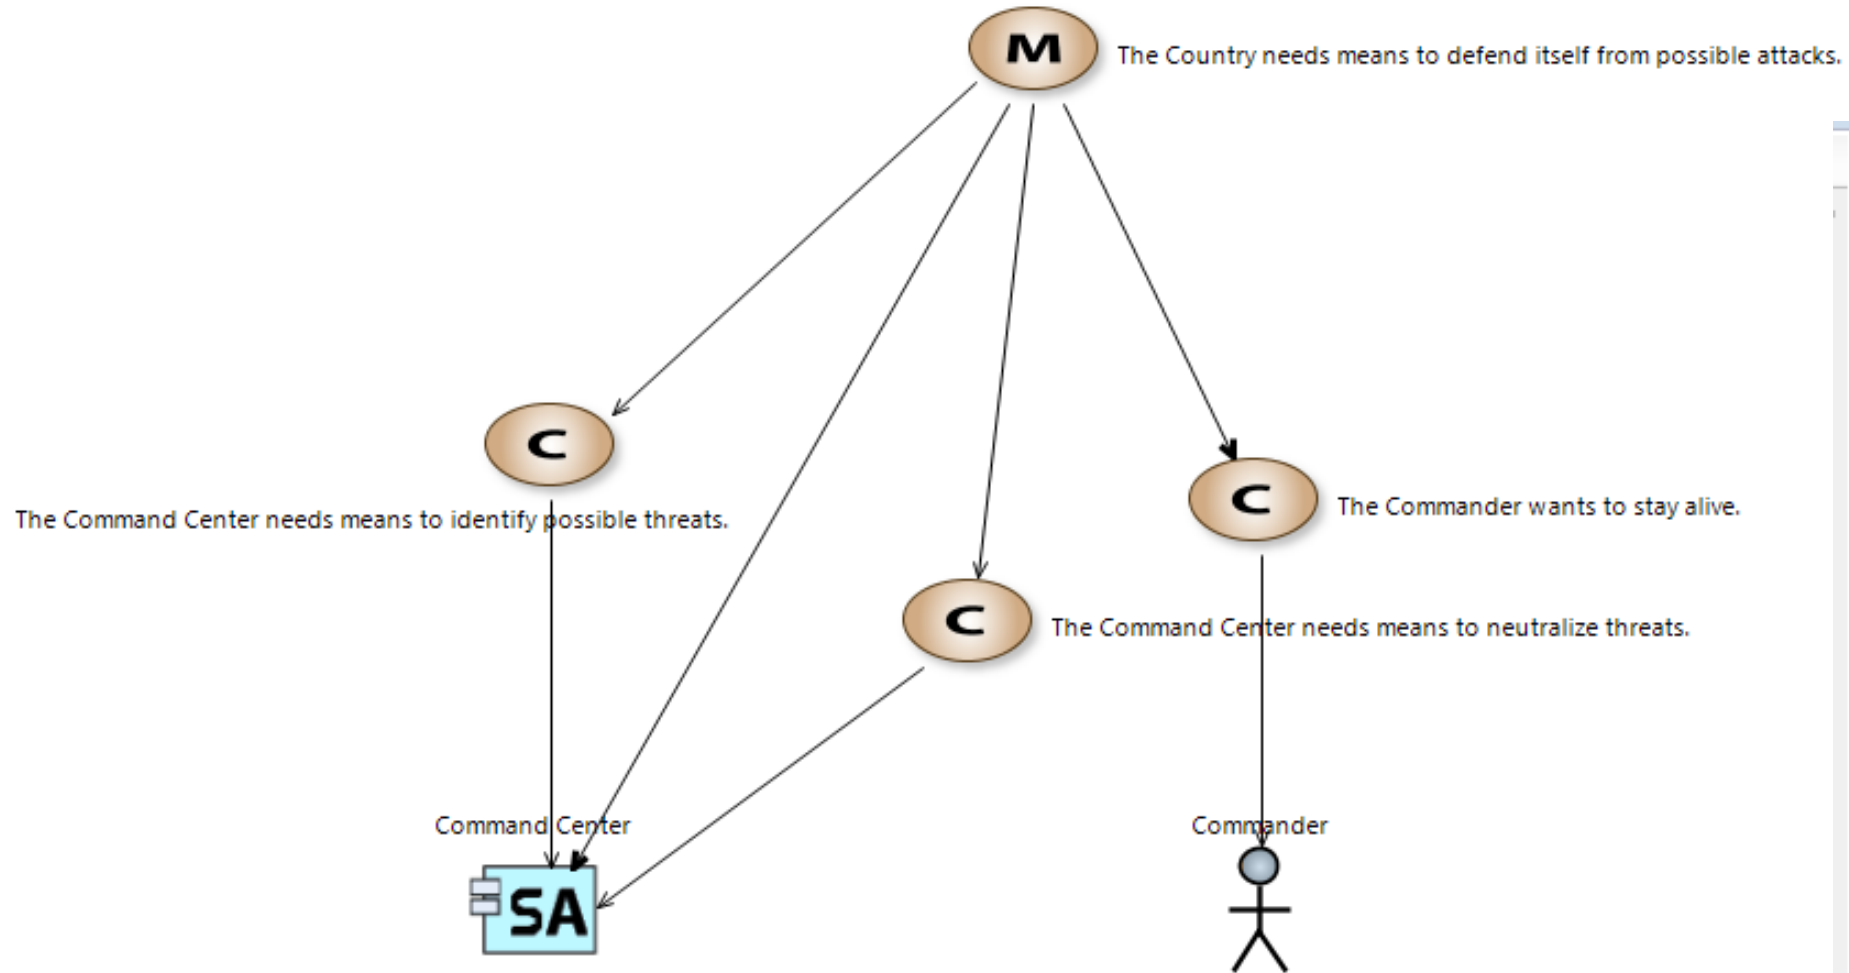 M
The Country needs means to defend itself from possible attacks.
C
The Command Center needs means to identify possible threats.
C
The Commander wants to stay alive.
C
The Command Center needs means to neutralize threats.
Command Center
Commander
SA